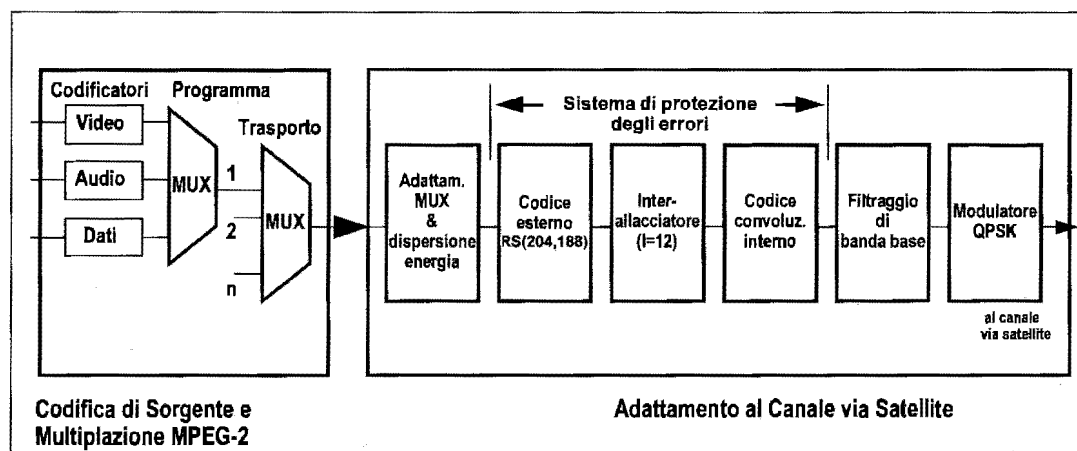 Codificatori
Programma
Video
Audio
Dati
MUX
1
2
n
Trasporto
MUX
Codifica di Sorgente e
Multiplazione MPEG-2
Sistema di protezione
degli errori
Adattam.
MUX
&
dispersione
energia
Codice
esterno
RS(204,188)
Inter-
allacciatore
(I=12)
Codice
convoluz.
interno
Filtraggio
di
banda base
Modulatore
QPSK
al canale
via satellite
Adattamento al Canale via Satellite